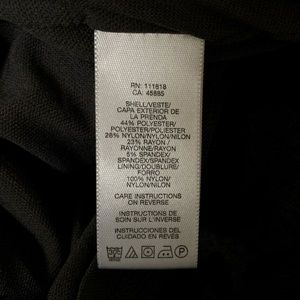 RN: 111818
CA: 45885
SHELL/VESTE/
CAPA EXTERIOR DE
LA PRENDA
44% POLYESTER/
POLYESTER/POLIESTER
28% NYLON/NYLON/NILON
23% RAYON /
RAYONNE/RAYON
5% SPANDEX/
SPANDEX/SPANDEX
LINING/DOUBLURE/
FORRO
100% NYLON/
NYLON/NILON
CARE INSTRUCTIONS
ON REVERSE
INSTRUCTIONS DE
SOIN SUR L'INVERSE
INSTRUCCIONES DEL
CUIDADO EN REVES
P